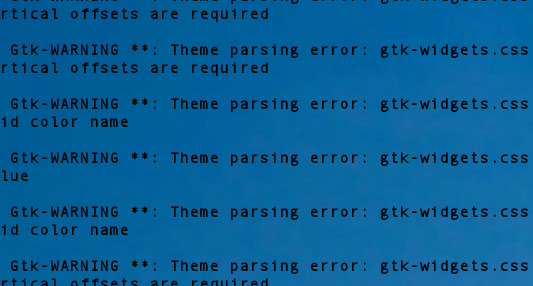 Gtk-WARNING **: Theme parsing error: gtk-widgets.css
rtical offsets are required
Gtk-WARNING **: Theme parsing error: gtk-widgets.css
rtical offsets are required
Gtk-WARNING **: Theme parsing error: gtk-widgets.css
id color name
Gtk-WARNING **: Theme parsing error: gtk-widgets.css
lue
Gtk-WARNING **: Theme parsing error: gtk-widgets.css
id color name
Gtk-WARNING **: Theme parsing error: gtk-widgets.css
rtical offsets are required